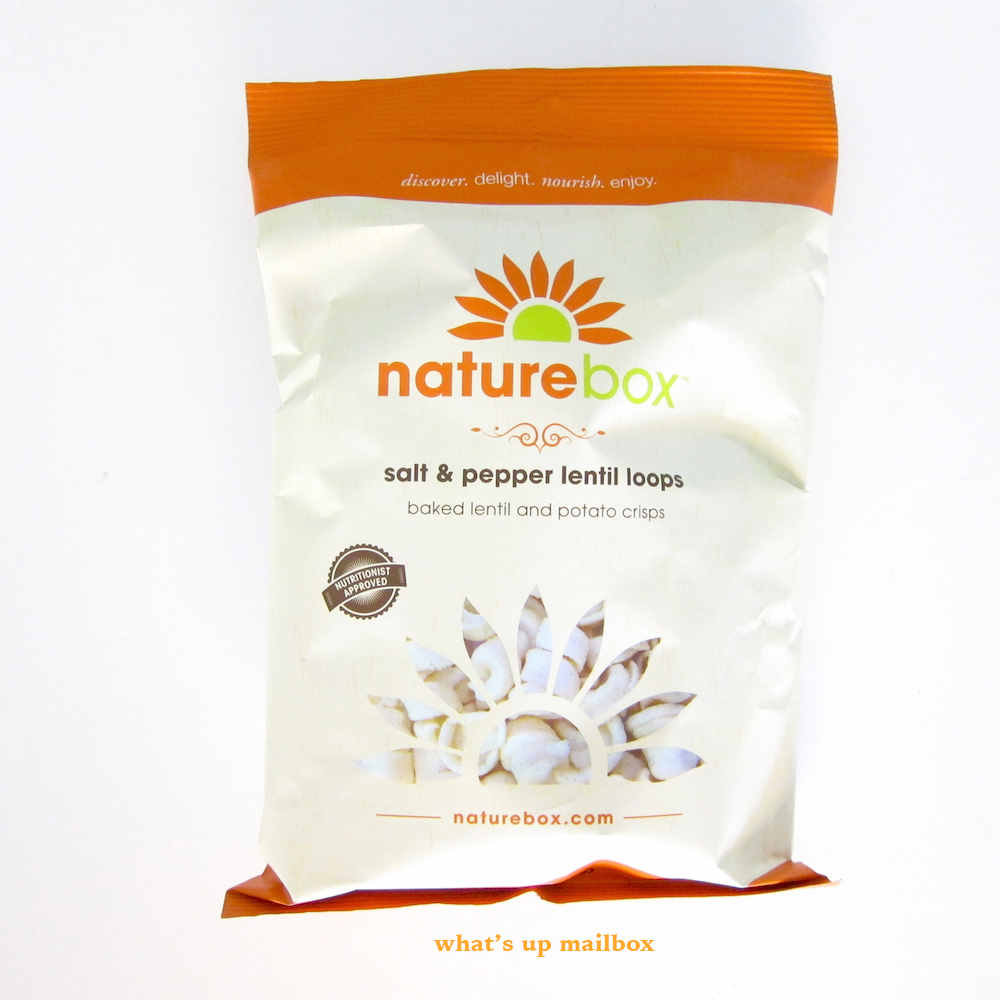 discover. delight. nourish. enjoy.
naturebox™
salt & pepper lentil loops
baked lentil and potato crisps
NUTRITIONIST
APPROVED
naturebox.com
what's up mailbox